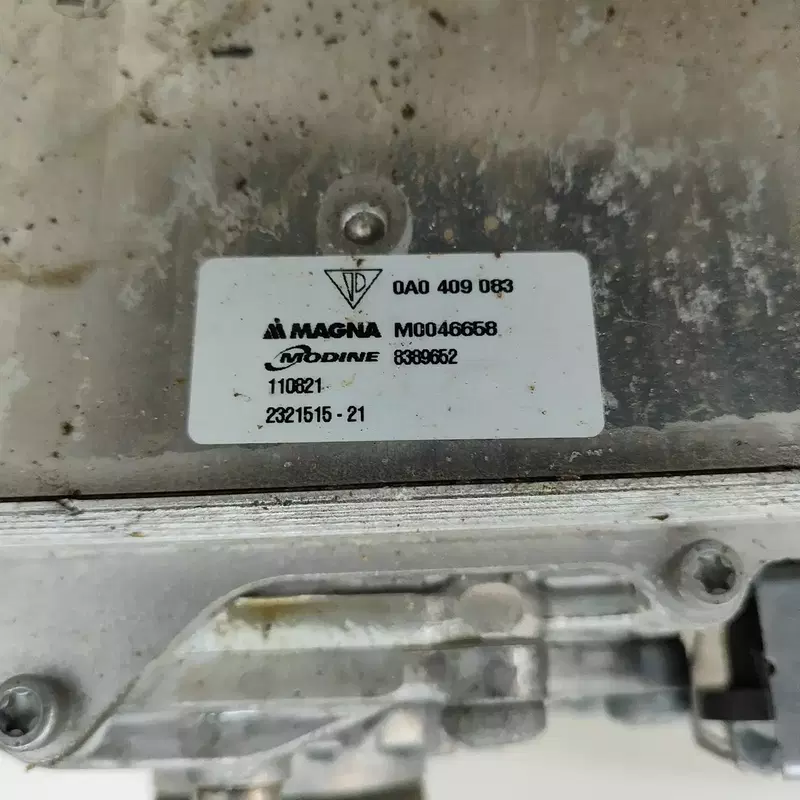 0A0 409 083
MAGNA M0046658
MODINE 8389652
110821
2321515 - 21